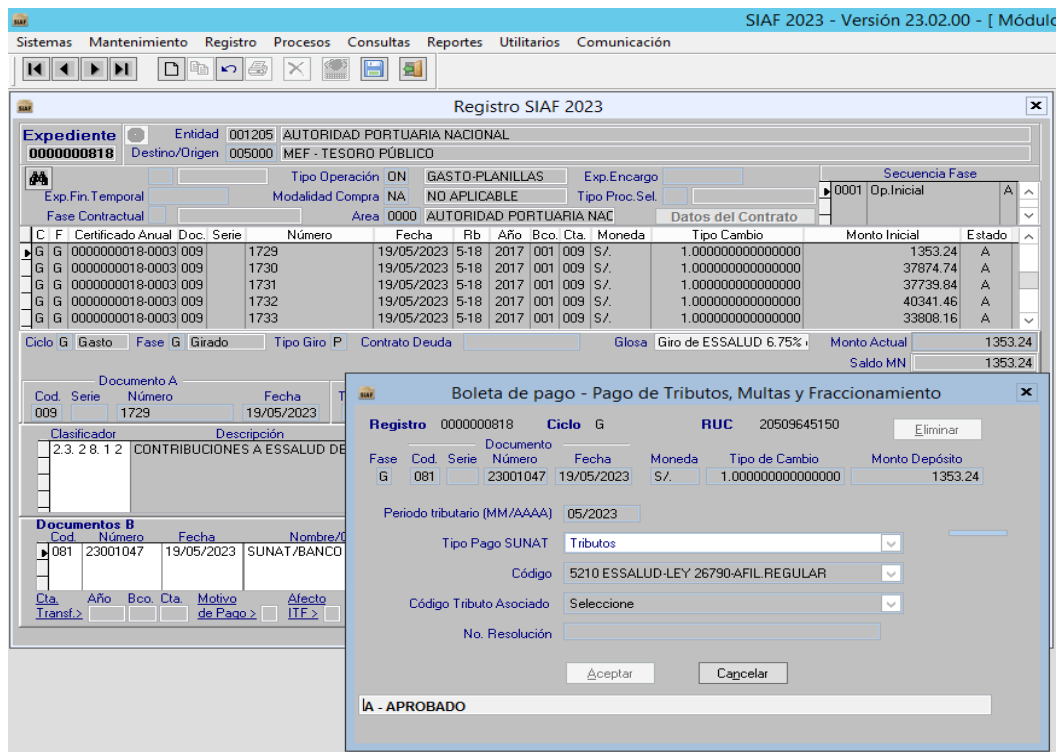 SIAF 2023 - Versión 23.02.00 - [ Módulo
Sistemas Mantenimiento Registro Procesos Consultas Reportes Utilitarios Comunicación
Registro SIAF 2023
Expediente Entidad 001205 AUTORIDAD PORTUARIA NACIONAL
0000000818 Destino/Origen 005000 MEF - TESORO PÚBLICO
Tipo Operación ON GASTO-PLANILLAS Exp.Encargo Secuencia Fase
Exp.Fin.Temporal Modalidad Compra NA NO APLICABLE Tipo Proc.Sel. 0001 Op.Inicial A
Fase Contractual Area 0000 AUTORIDAD PORTUARIA NAC Datos del Contrato
C F Certificado Anual Doc. Serie Número Fecha Rb Año Bco. Cta. Moneda Tipo Cambio Monto Inicial Estado
G G 0000000018-0003 009 1729 19/05/2023 5-18 2017 001 009 S/. 1.000000000000000 1353.24 A
G G 0000000018-0003 009 1730 19/05/2023 5-18 2017 001 009 S/. 1.000000000000000 37874.74 A
G G 0000000018-0003 009 1731 19/05/2023 5-18 2017 001 009 S/. 1.000000000000000 37739.84 A
G G 0000000018-0003 009 1732 19/05/2023 5-18 2017 001 009 S/. 1.000000000000000 40341.46 A
G G 0000000018-0003 009 1733 19/05/2023 5-18 2017 001 009 S/. 1.000000000000000 33808.16 A
Ciclo G Gasto Fase G Girado Tipo Giro P Contrato Deuda Glosa Giro de ESSALUD 6.75% Monto Actual 1353.24
Saldo MN 1353.24
Documento A
Cod. Serie Número Fecha T
009 1729 19/05/2023
Clasificador Descripción
2.3. 2 8. 1 2 CONTRIBUCIONES A ESSALUD DE
Documentos B
Cod. Número Fecha Nombre/
081 23001047 19/05/2023 SUNAT/BANCO
Cta. Año Bco. Cta. Motivo Afecto
Transf.> de Pago > ITF >
Boleta de pago - Pago de Tributos, Multas y Fraccionamiento
Registro 0000000818 Ciclo G RUC 20509645150 Eliminar
Documento
Fase Cod. Serie Número Fecha Moneda Tipo de Cambio Monto Depósito
G 081 23001047 19/05/2023 S/. 1.000000000000000 1353.24
Periodo tributario (MM/AAAA) 05/2023
Tipo Pago SUNAT Tributos
Código 5210 ESSALUD-LEY 26790-AFIL.REGULAR
Código Tributo Asociado Seleccione
No. Resolución
Aceptar Cancelar
A - APROBADO